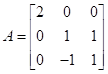 A = [ 2 0 0
0 1 1
0 -1 1 ]